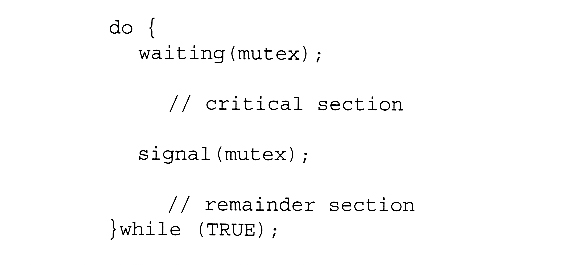 do {
waiting(mutex);
// critical section
signal(mutex);
// remainder section
}while (TRUE);